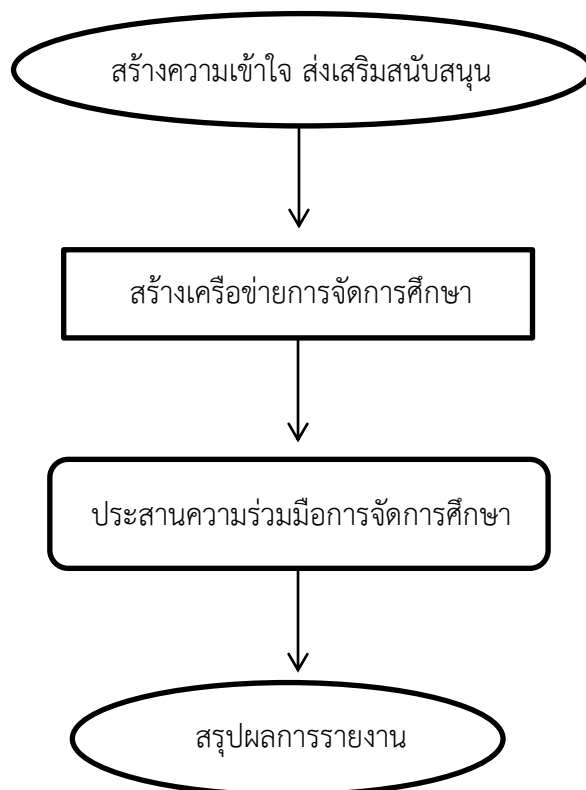 สร้างความเข้าใจ ส่งเสริมสนับสนุน
สร้างเครือข่ายการจัดการศึกษา
ประสานความร่วมมือการจัดการศึกษา
สรุปผลการรายงาน